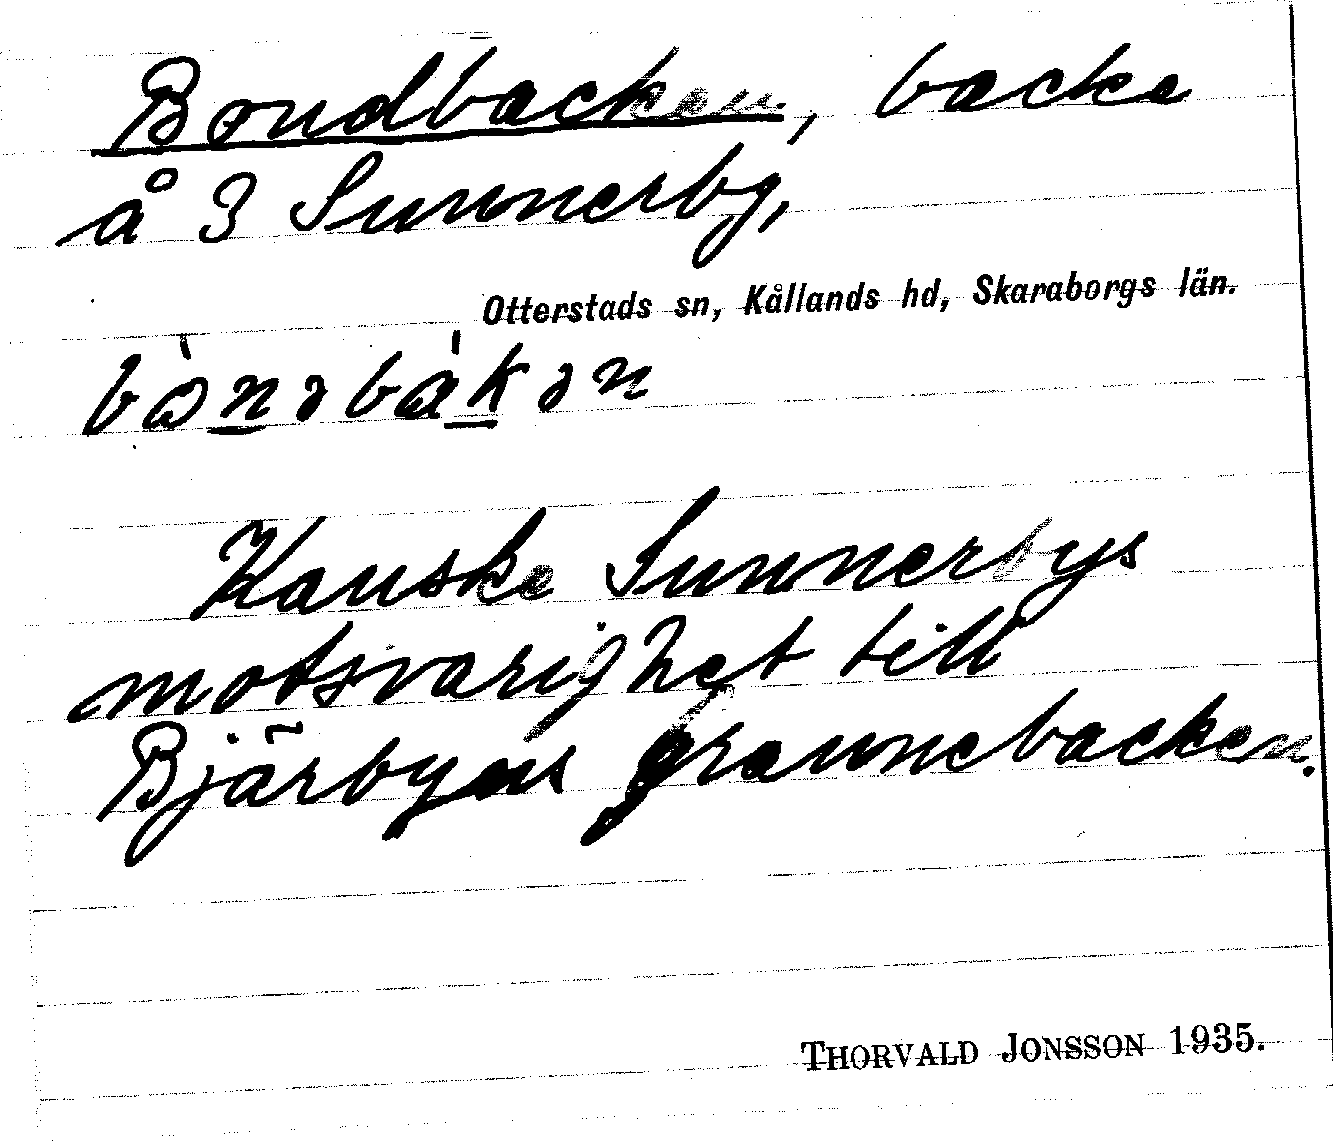 Bondbacken, backe
å 3 Sunnerby,
Otterstads sn, Kållands hd, Skaraborgs län.
bònəbàkən
Kanske Sunnerbys
motsvarighet till
Bjärbyens grannebacken.
THORVALD JONSSON 1935.